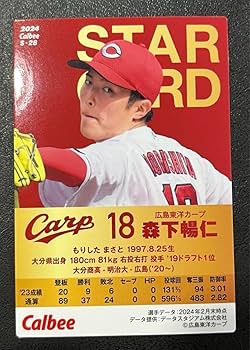 2024
Calbee
S-28
STAR
CARD
Carp
広島東洋カープ
18 森下暢仁
もりした まさと 1997.8.25生
大分県出身 180cm 81kg 右投右打 投手 '19ドラフト1位
大分商高-明治大-広島('20~)
登板 勝利 敗北 セーブ HP 投球回 奪三振 防御率
'23成績 20 9 6 0 0 131⅔ 94 3.01
通算 89 37 24 0 0 596⅓ 483 2.82
Calbee
選手データ:2024年2月末時点
データ提供:データスタジアム株式会社
©広島東洋カープ